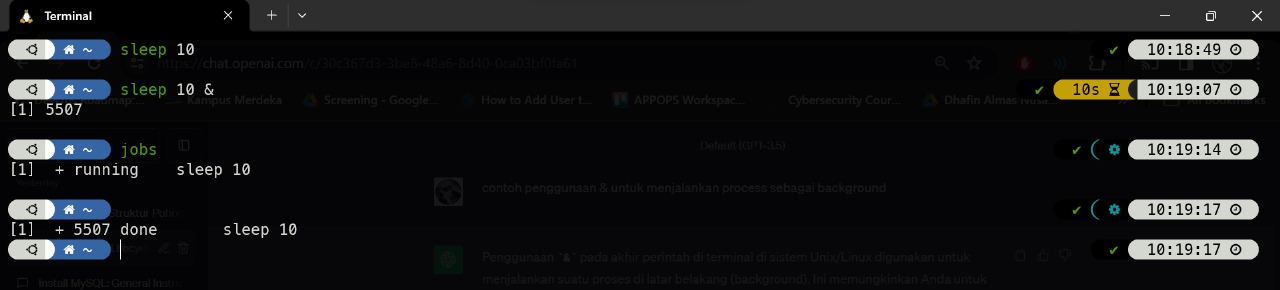 Terminal
sleep 10 10:18:49
https://chat.openai.com/c/30c367d3-3be8-48a6-8d40-0ca03bf0fa61
sleep 10 & 10s 10:19:07
Kampus Merdeka Screening - Google... How to Add User t... APPOPS Workspac... Cybersecurity Cour... Dhafin Almas Nusa... All Bookmarks
[1] 5507
jobs 10:19:14
Default (GPT-3.5)
[1] + running sleep 10
Yesterday
contoh penggunaan & untuk menjalankan process sebagai background
Struktur Poho
10:19:17
[1] + 5507 done sleep 10
~ 10:19:17
Penggunaan "&" pada akhir perintah di terminal di sistem Unix/Linux digunakan untuk
menjalankan suatu proses di latar belakang (background). Ini memungkinkan Anda untuk
Install MySQL: General Instr